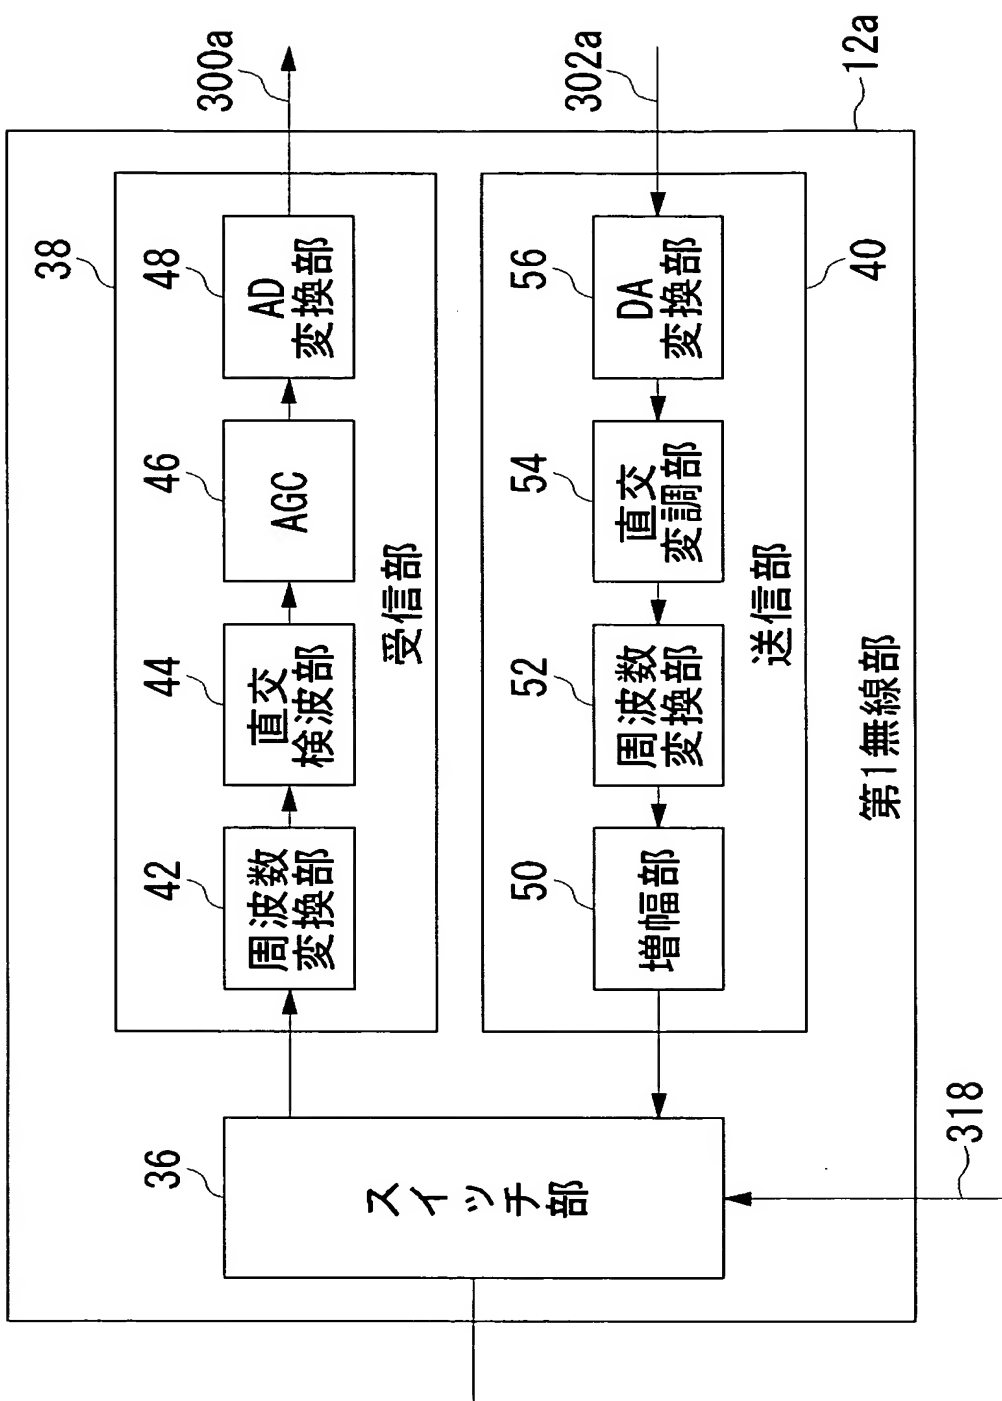 36
スイッチ部
318
38
42
周波数
変換部
44
直交
検波部
46
AGC
48
AD
変換部
300a
受信部
50
増幅部
52
周波数
変換部
54
直交
変調部
56
DA
変換部
302a
送信部
40
第1無線部
12a